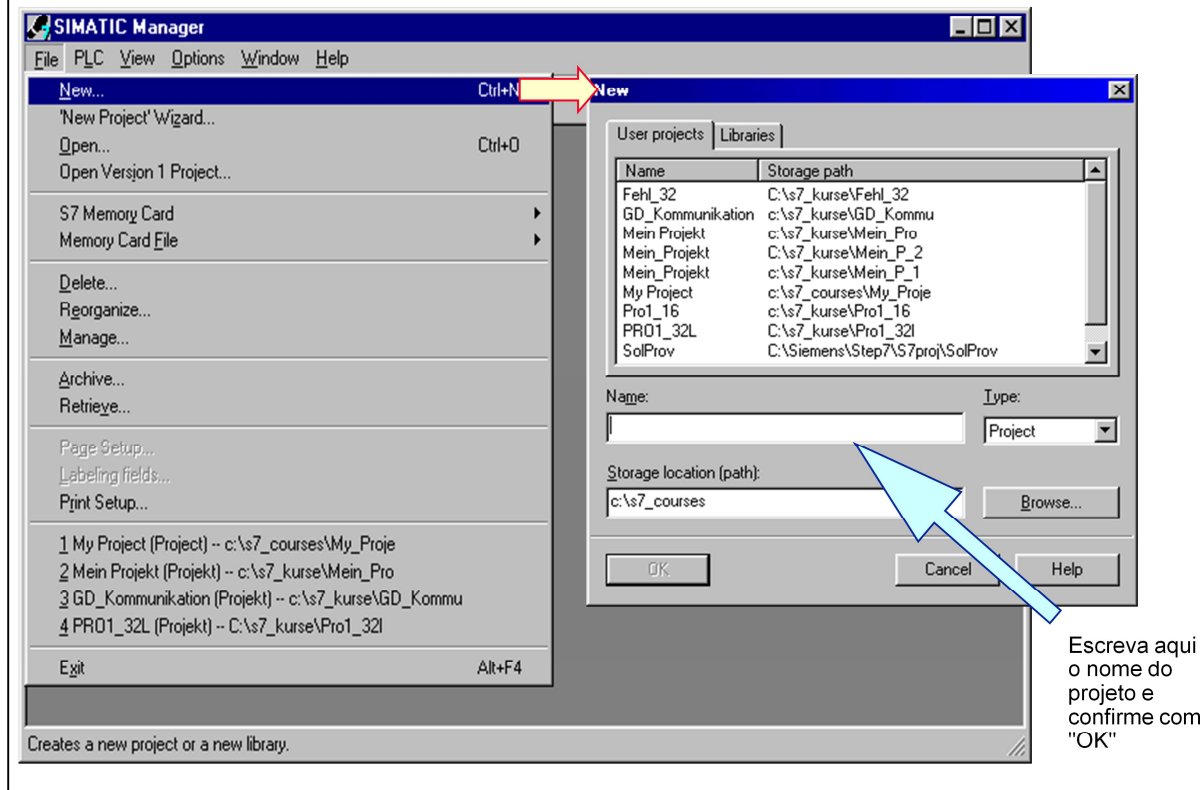 SIMATIC Manager
File PLC View Options Window Help
New... Ctrl+N
'New Project' Wizard...
Open... Ctrl+O
Open Version 1 Project...
S7 Memory Card
Memory Card File
Delete...
Reorganize...
Manage...
Archive...
Retrieve...
Page Setup...
Labeling fields...
Print Setup...
1 My Project (Project) -- c:\s7_courses\My_Proje
2 Mein Projekt (Projekt) -- c:\s7_kurse\Mein_Pro
3 GD_Kommunikation (Projekt) -- c:\s7_kurse\GD_Kommu
4 PRO1_32L (Projekt) -- C:\s7_kurse\Pro1_32l
Exit Alt+F4
Creates a new project or a new library.
New
User projects Libraries
Name Storage path
Fehl_32 C:\s7_kurse\Fehl_32
GD_Kommunikation c:\s7_kurse\GD_Kommu
Mein Projekt c:\s7_kurse\Mein_Pro
Mein_Projekt C:\s7_kurse\Mein_P_2
Mein_Projekt c:\s7_kurse\Mein_P_1
My Project c:\s7_courses\My_Proje
Pro1_16 c:\s7_kurse\Pro1_16
PRO1_32L C:\s7_kurse\Pro1_32l
SolProv C:\Siemens\Step7\S7proj\SolProv
Name: Type:
Project
Storage location (path):
c:\s7_courses Browse...
OK Cancel Help
Escreva aqui
o nome do
projeto e
confirme com
"OK"